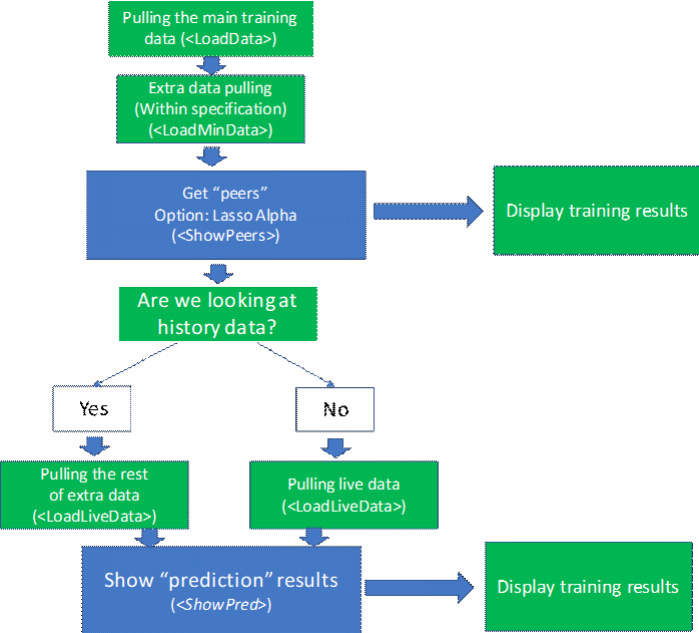 Pulling the main training
data (<LoadData>)
Extra data pulling
(Within specification)
(<LoadMinData>)
Get “peers”
Option: Lasso Alpha
(<ShowPeers>)
Display training results
Are we looking at
history data?
Yes
No
Pulling the rest
of extra data
(<LoadLiveData>)
Pulling live data
(<LoadLiveData>)
Show “prediction” results
(<ShowPred>)
Display training results